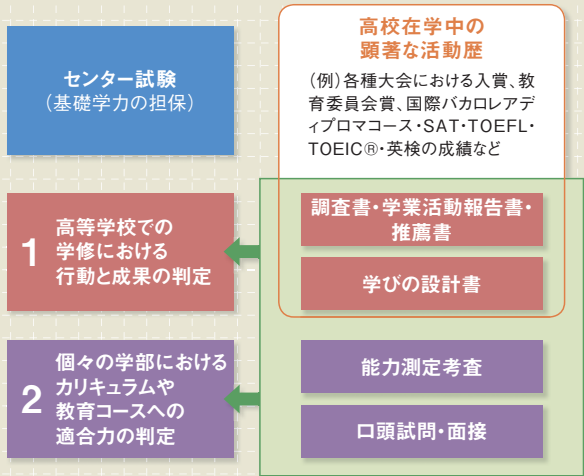 センター試験
（基礎学力の担保）
高校在学中の
顕著な活動歴
（例）各種大会における入賞、教
育委員会賞、国際バカロレアデ
ィプロマコース・SAT・TOEFL・
TOEIC®・英検の成績など
1
高等学校での
学修における
行動と成果の判定
調査書・学業活動報告書・
推薦書
学びの設計書
2
個々の学部における
カリキュラムや
教育コースへの
適合力の判定
能力測定考査
口頭試問・面接